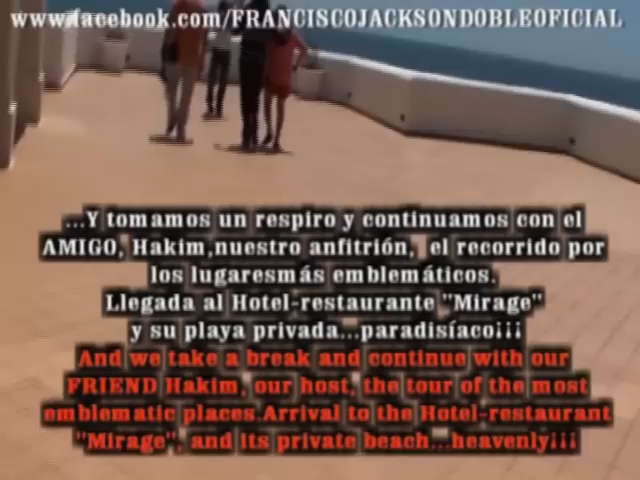 www.facebook.com/FRANCISCOJACKSONDOBLEOFICIAL
...Y tomamos un respiro y continuamos con el
AMIGO, Hakim,nuestro anfitrión, el recorrido por
los lugaresmás emblemáticos.
Llegada al Hotel-restaurante "Mirage"
y su playa privada...paradisíaco¡¡¡
And we take a break and continue with our
FRIEND Hakim, our host, the tour of the most
emblematic places.Arrival to the Hotel-restaurant
"Mirage", and its private beach...heavenly¡¡¡